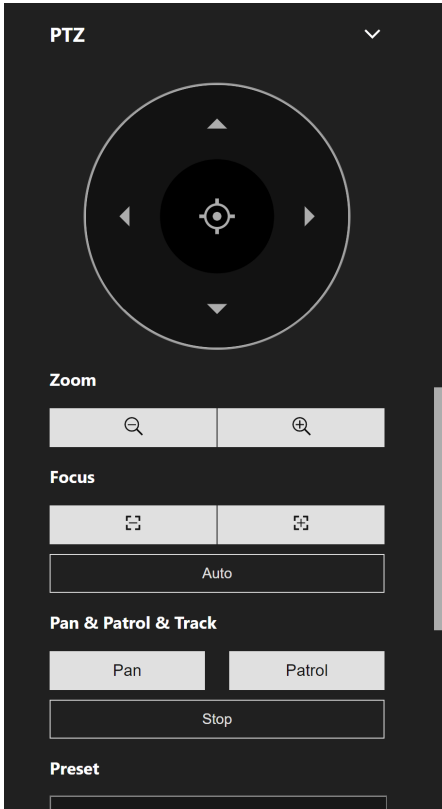 PTZ
Zoom
Focus
Auto
Pan & Patrol & Track
Pan Patrol
Stop
Preset